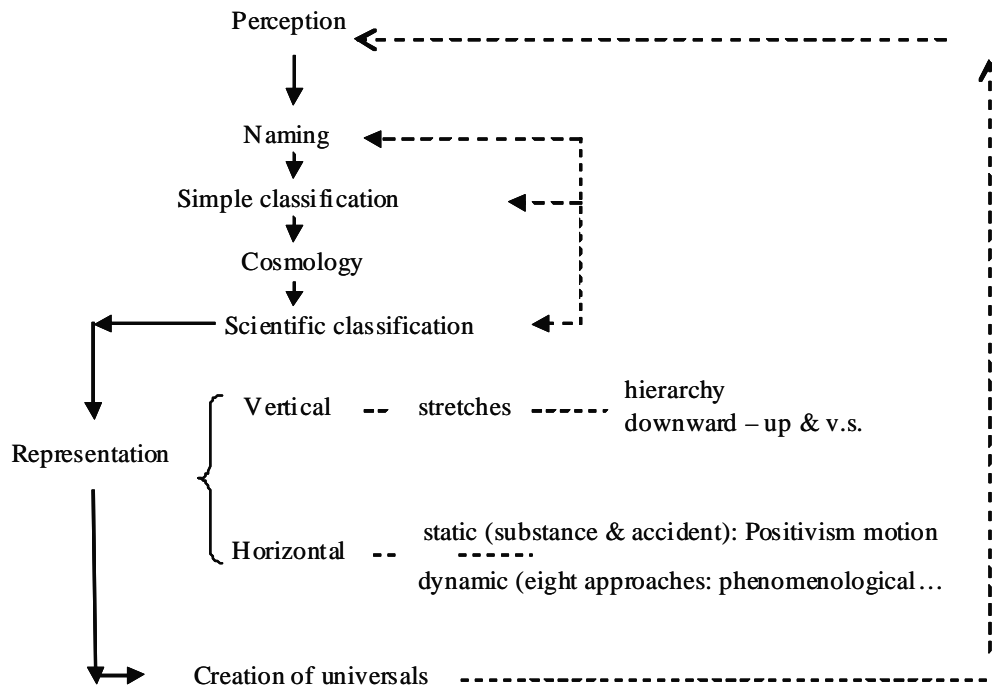 Perception
Naming
Simple classification
Cosmology
Scientific classification
Vertical -- stretches ----- hierarchy
downward – up & v.s.
Representation
static (substance & accident): Positivism motion
Horizontal -- -----
dynamic (eight approaches: phenomenological…
Creation of universals